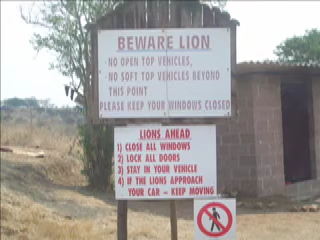 BEWARE LION
- NO OPEN TOP VEHICLES,
- NO SOFT TOP VEHICLES BEYOND
THIS POINT
PLEASE KEEP YOUR WINDOWS CLOSED
LIONS AHEAD
1) CLOSE ALL WINDOWS
2) LOCK ALL DOORS
3) STAY IN YOUR VEHICLE
4) IF THE LIONS APPROACH
YOUR CAR - KEEP MOVING